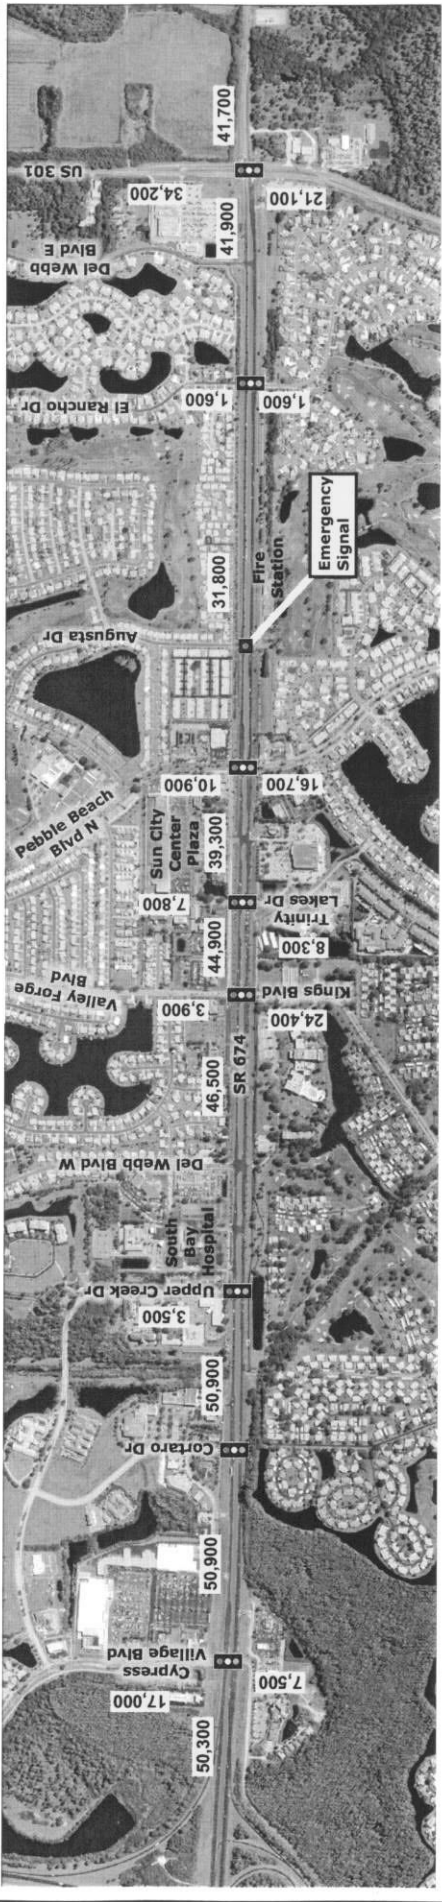 41,700
US 301
34,200
21,100
41,900
Del Webb
Blvd E
El Rancho Dr
1,600
1,600
31,800
Fire
Station
Emergency
Signal
Augusta Dr
10,900
16,700
Pebble Beach
Blvd N
Sun City
Center
Plaza
39,300
7,800
Trinity
Lakes Dr
8,300
44,900
Valley Forge
Blvd
3,900
Kings Blvd
24,400
SR 674
46,500
Del Webb Blvd W
South
Bay
Hospital
Upper Creek Dr
3,500
50,900
Cortaro Dr
50,900
Cypress
Village Blvd
17,000
7,500
50,300